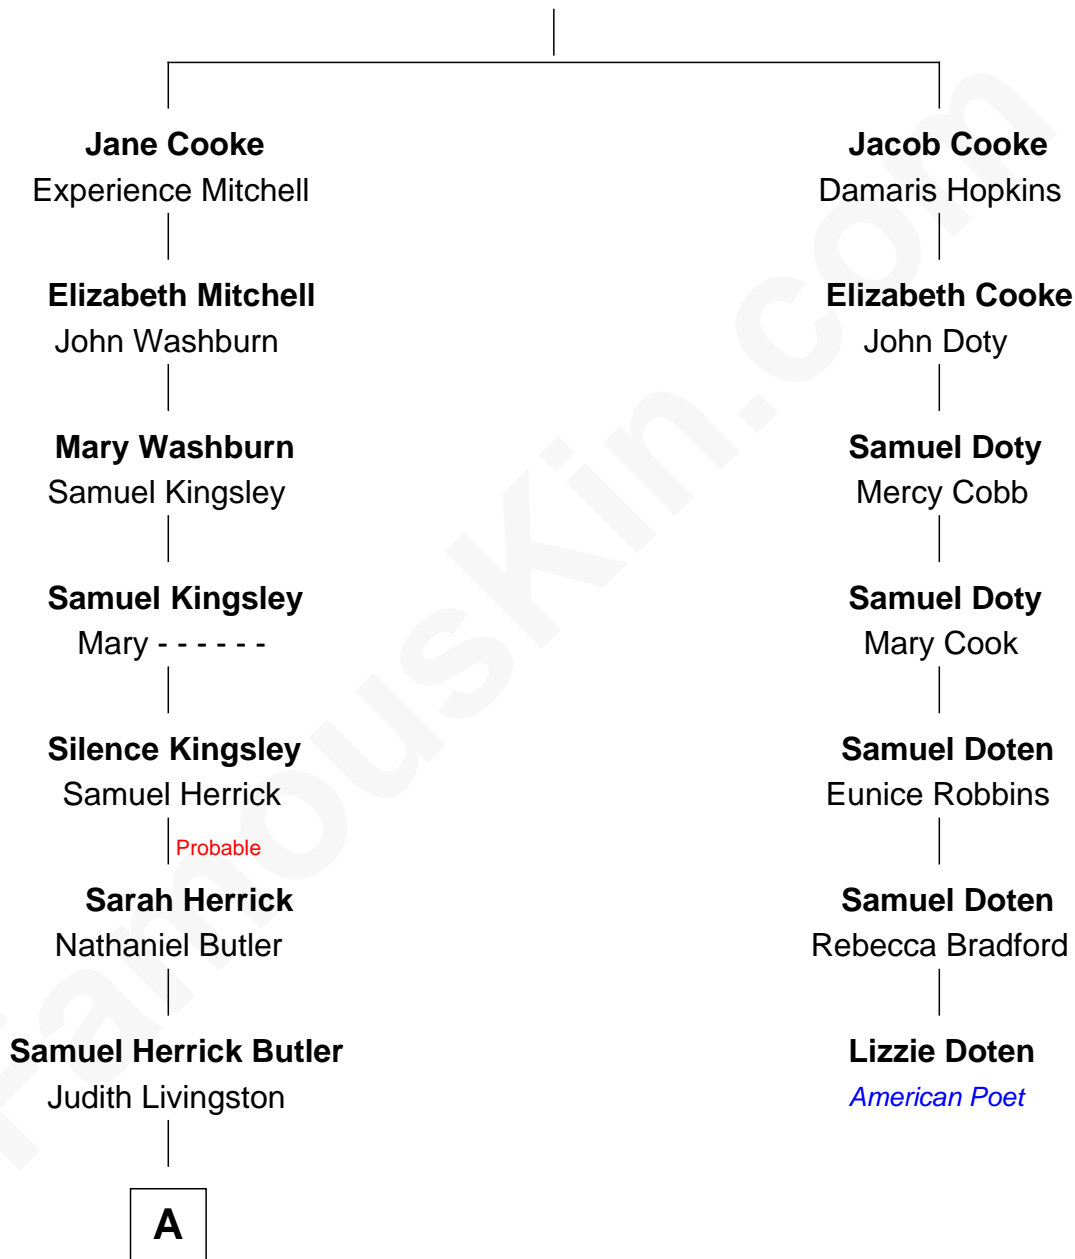 Jane Cooke
Experience Mitchell
Elizabeth Mitchell
John Washburn
Mary Washburn
Samuel Kingsley
Samuel Kingsley
Mary - - - - - -
Silence Kingsley
Samuel Herrick
Probable
Sarah Herrick
Nathaniel Butler
Samuel Herrick Butler
Judith Livingston
A
Jacob Cooke
Damaris Hopkins
Elizabeth Cooke
John Doty
Samuel Doty
Mercy Cobb
Samuel Doty
Mary Cook
Samuel Doten
Eunice Robbins
Samuel Doten
Rebecca Bradford
Lizzie Doten
American Poet
FamousKin.com